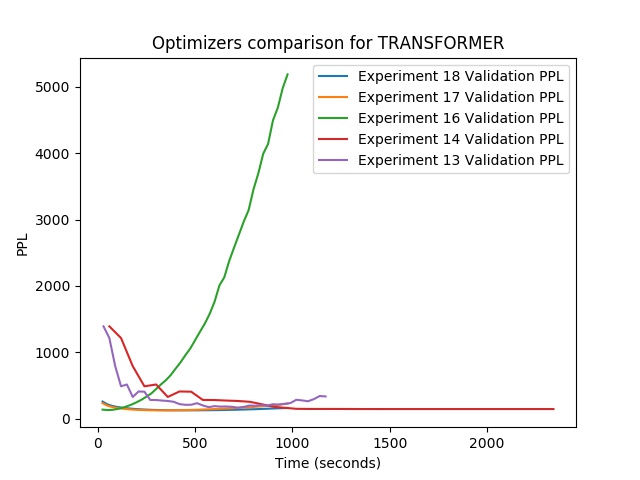 Optimizers comparison for TRANSFORMER
Experiment 18 Validation PPL
Experiment 17 Validation PPL
Experiment 16 Validation PPL
Experiment 14 Validation PPL
Experiment 13 Validation PPL
PPL
5000
4000
3000
2000
1000
0
0 500 1000 1500 2000
Time (seconds)